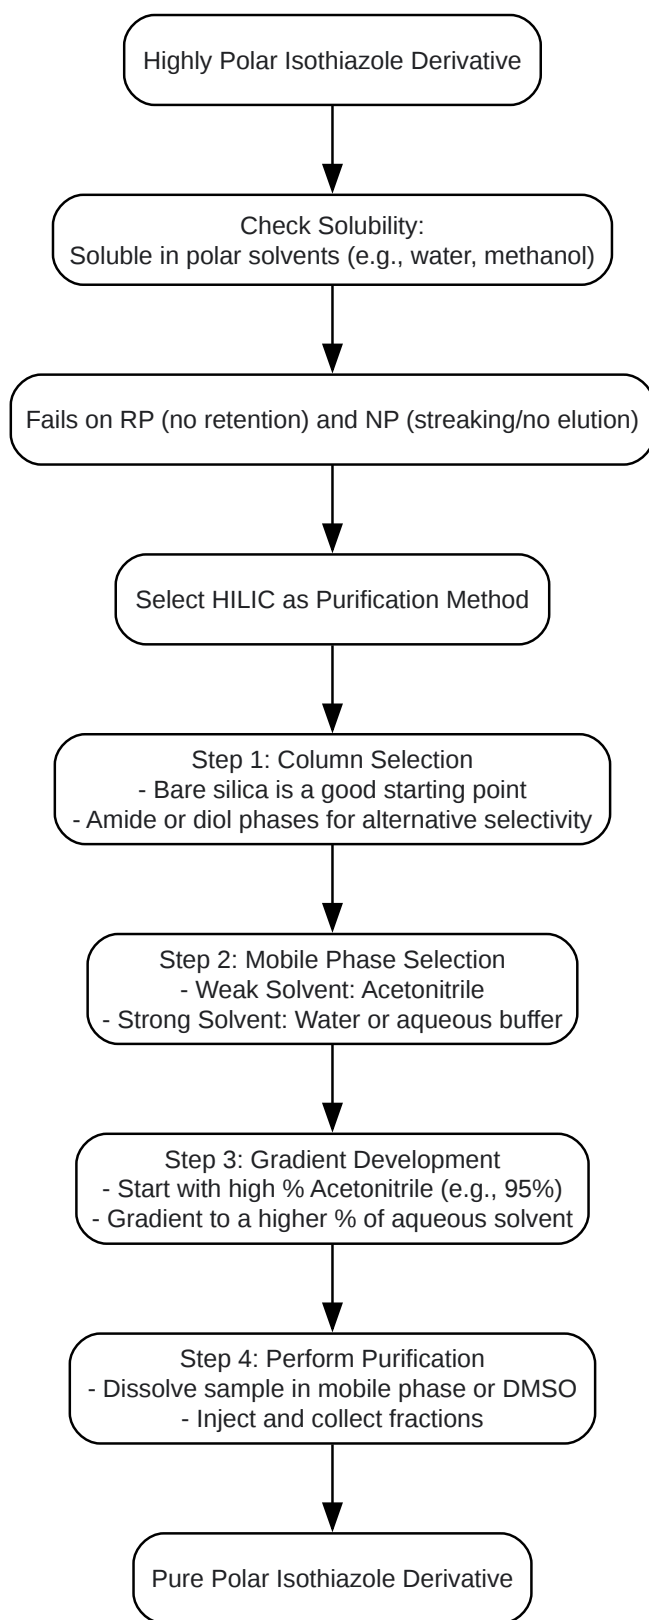 Highly Polar Isothiazole Derivative
Check Solubility:
Soluble in polar solvents (e.g., water, methanol)
Fails on RP (no retention) and NP (streaking/no elution)
Select HILIC as Purification Method
Step 1: Column Selection
- Bare silica is a good starting point
- Amide or diol phases for alternative selectivity
Step 2: Mobile Phase Selection
- Weak Solvent: Acetonitrile
- Strong Solvent: Water or aqueous buffer
Step 3: Gradient Development
- Start with high % Acetonitrile (e.g., 95%)
- Gradient to a higher % of aqueous solvent
Step 4: Perform Purification
- Dissolve sample in mobile phase or DMSO
- Inject and collect fractions
Pure Polar Isothiazole Derivative